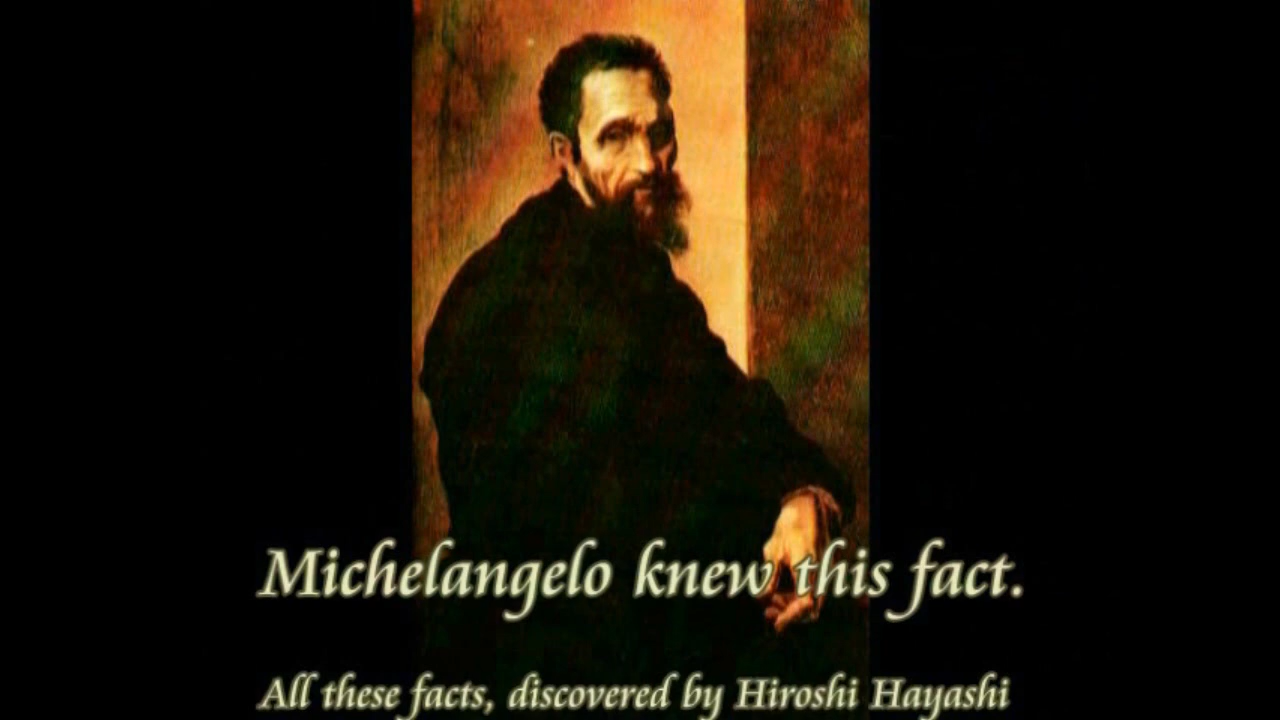 Michelangelo knew this fact.
All these facts, discovered by Hiroshi Hayashi